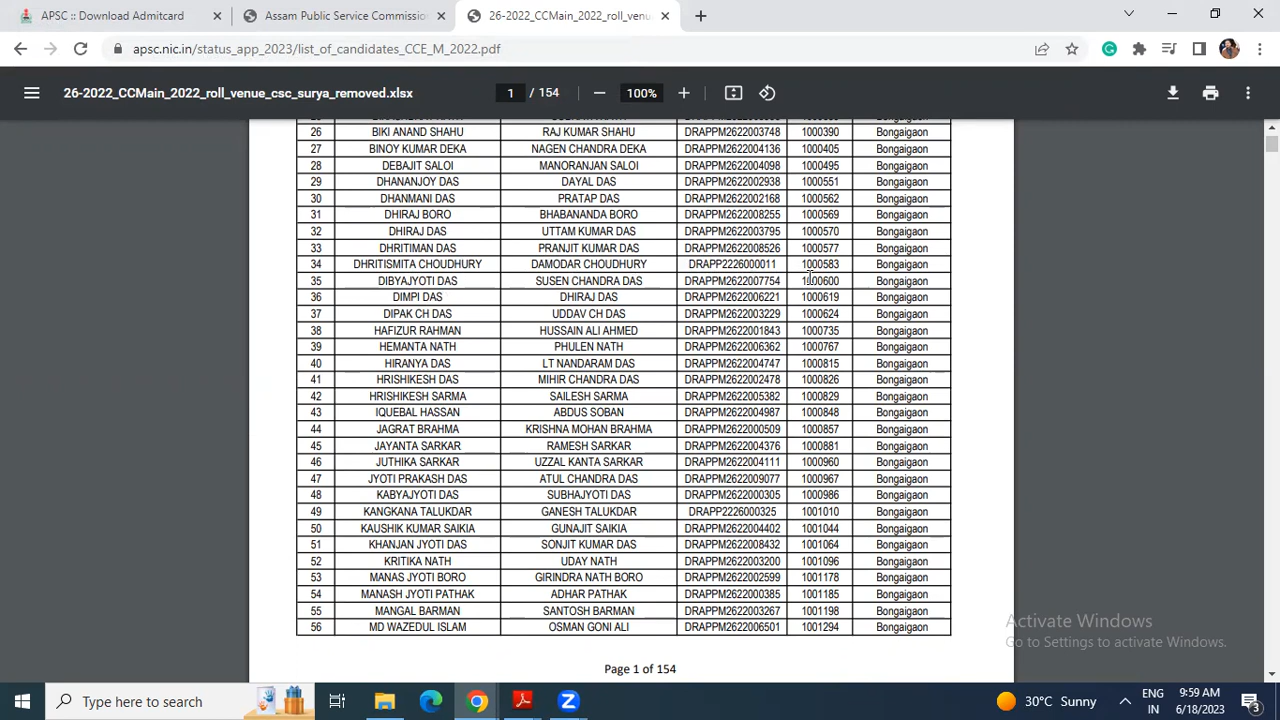 APSC :: Download Admitcard
Assam Public Service Commissio
26-2022_CCMain_2022_roll_venu
apsc.nic.in/status_app_2023/list_of_candidates_CCE_M_2022.pdf
26-2022_CCMain_2022_roll_venue_csc_surya_removed.xlsx
1 / 154
100%
26 BIKI ANAND SHAHU RAJ KUMAR SHAHU DRAPPM2622003748 1000390 Bongaigaon
27 BINOY KUMAR DEKA NAGEN CHANDRA DEKA DRAPPM2622004136 1000405 Bongaigaon
28 DEBAJIT SALOI MANORANJAN SALOI DRAPPM2622004098 1000495 Bongaigaon
29 DHANANJOY DAS DAYAL DAS DRAPPM2622002938 1000551 Bongaigaon
30 DHANMANI DAS PRATAP DAS DRAPPM2622002168 1000562 Bongaigaon
31 DHIRAJ BORO BHABANANDA BORO DRAPPM2622008255 1000569 Bongaigaon
32 DHIRAJ DAS UTTAM KUMAR DAS DRAPPM2622003795 1000570 Bongaigaon
33 DHRITIMAN DAS PRANJIT KUMAR DAS DRAPPM2622008526 1000577 Bongaigaon
34 DHRITISMITA CHOUDHURY DAMODAR CHOUDHURY DRAPP2226000011 1000583 Bongaigaon
35 DIBYAJYOTI DAS SUSEN CHANDRA DAS DRAPPM2622007754 1000600 Bongaigaon
36 DIMPI DAS DHIRAJ DAS DRAPPM2622006221 1000619 Bongaigaon
37 DIPAK CH DAS UDDAV CH DAS DRAPPM2622003229 1000624 Bongaigaon
38 HAFIZUR RAHMAN HUSSAIN ALI AHMED DRAPPM2622001843 1000735 Bongaigaon
39 HEMANTA NATH PHULEN NATH DRAPPM2622006362 1000767 Bongaigaon
40 HIRANYA DAS LT NANDARAM DAS DRAPPM2622004747 1000815 Bongaigaon
41 HRISHIKESH DAS MIHIR CHANDRA DAS DRAPPM2622002478 1000826 Bongaigaon
42 HRISHIKESH SARMA SAILESH SARMA DRAPPM2622005382 1000829 Bongaigaon
43 IQUEBAL HASSAN ABDUS SOBAN DRAPPM2622004987 1000848 Bongaigaon
44 JAGRAT BRAHMA KRISHNA MOHAN BRAHMA DRAPPM2622000509 1000857 Bongaigaon
45 JAYANTA SARKAR RAMESH SARKAR DRAPPM2622004376 1000881 Bongaigaon
46 JUTHIKA SARKAR UZZAL KANTA SARKAR DRAPPM2622004111 1000960 Bongaigaon
47 JYOTI PRAKASH DAS ATUL CHANDRA DAS DRAPPM2622009077 1000967 Bongaigaon
48 KABYAJYOTI DAS SUBHAJYOTI DAS DRAPPM2622000305 1000986 Bongaigaon
49 KANGKANA TALUKDAR GANESH TALUKDAR DRAPP2226000325 1001010 Bongaigaon
50 KAUSHIK KUMAR SAIKIA GUNAJIT SAIKIA DRAPPM2622004402 1001044 Bongaigaon
51 KHANJAN JYOTI DAS SONJIT KUMAR DAS DRAPPM2622008432 1001064 Bongaigaon
52 KRITIKA NATH UDAY NATH DRAPPM2622003200 1001096 Bongaigaon
53 MANAS JYOTI BORO GIRINDRA NATH BORO DRAPPM2622002599 1001178 Bongaigaon
54 MANASH JYOTI PATHAK ADHAR PATHAK DRAPPM2622000385 1001185 Bongaigaon
55 MANGAL BARMAN SANTOSH BARMAN DRAPPM2622003267 1001198 Bongaigaon
56 MD WAZEDUL ISLAM OSMAN GONI ALI DRAPPM2622006501 1001294 Bongaigaon
Activate Windows
Go to Settings to activate Windows.
Page 1 of 154
Type here to search
30°C Sunny
ENG
IN
9:59 AM
6/18/2023
3